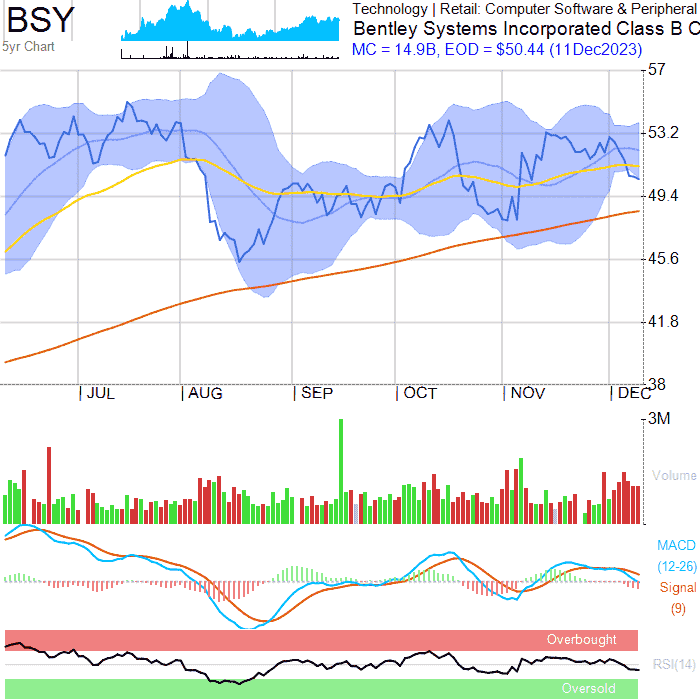 BSY
5yr Chart
Technology | Retail: Computer Software & Peripheral
Bentley Systems Incorporated Class B C
MC = 14.9B, EOD = $50.44 (11Dec2023)
57
53.2
49.4
45.6
41.8
38
JUL
AUG
SEP
OCT
NOV
DEC
3M
Volume
MACD
(12-26)
Signal
(9)
Overbought
RSI(14)
Oversold